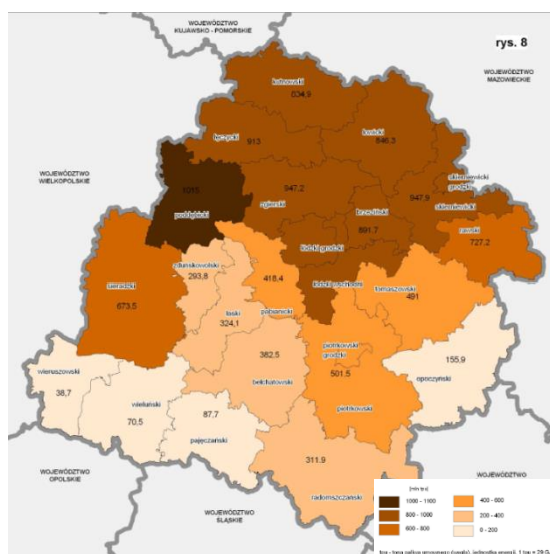 WOJEWÓDZTWO
KUJAWSKO - POMORSKIE
rys. 8
WOJEWÓDZTWO
MAZOWIECKIE
kutnowski
834,9
łowicki
846,3
łęczycki
913
WOJEWÓDZTWO
WIELKOPOLSKIE
skierniewicki
grodzki
1015
poddębicki
947,2
zgierski
brzeziński
891,7
947,9
skierniewicki
rawski
727,2
łódzki grodzki
zduńskowolski
293,8
418,4
łódzki wschodni
tomaszowski
491
sieradzki
673,5
łaski
324,1
pabianicki
piotrkowski
grodzki
501,5
382,5
bełchatowski
155,9
opoczyński
wieruszowski
38,7
wieluński
70,5
87,7
pajęczański
piotrkowski
311,9
radomszczański
WOJEWÓDZTWO
OPOLSKIE
WOJEWÓDZTWO
ŚLĄSKIE
WOJEWÓDZTWO
1000 - 1100
800 - 1000
600 - 800
400 - 600
200 - 400
0 - 200